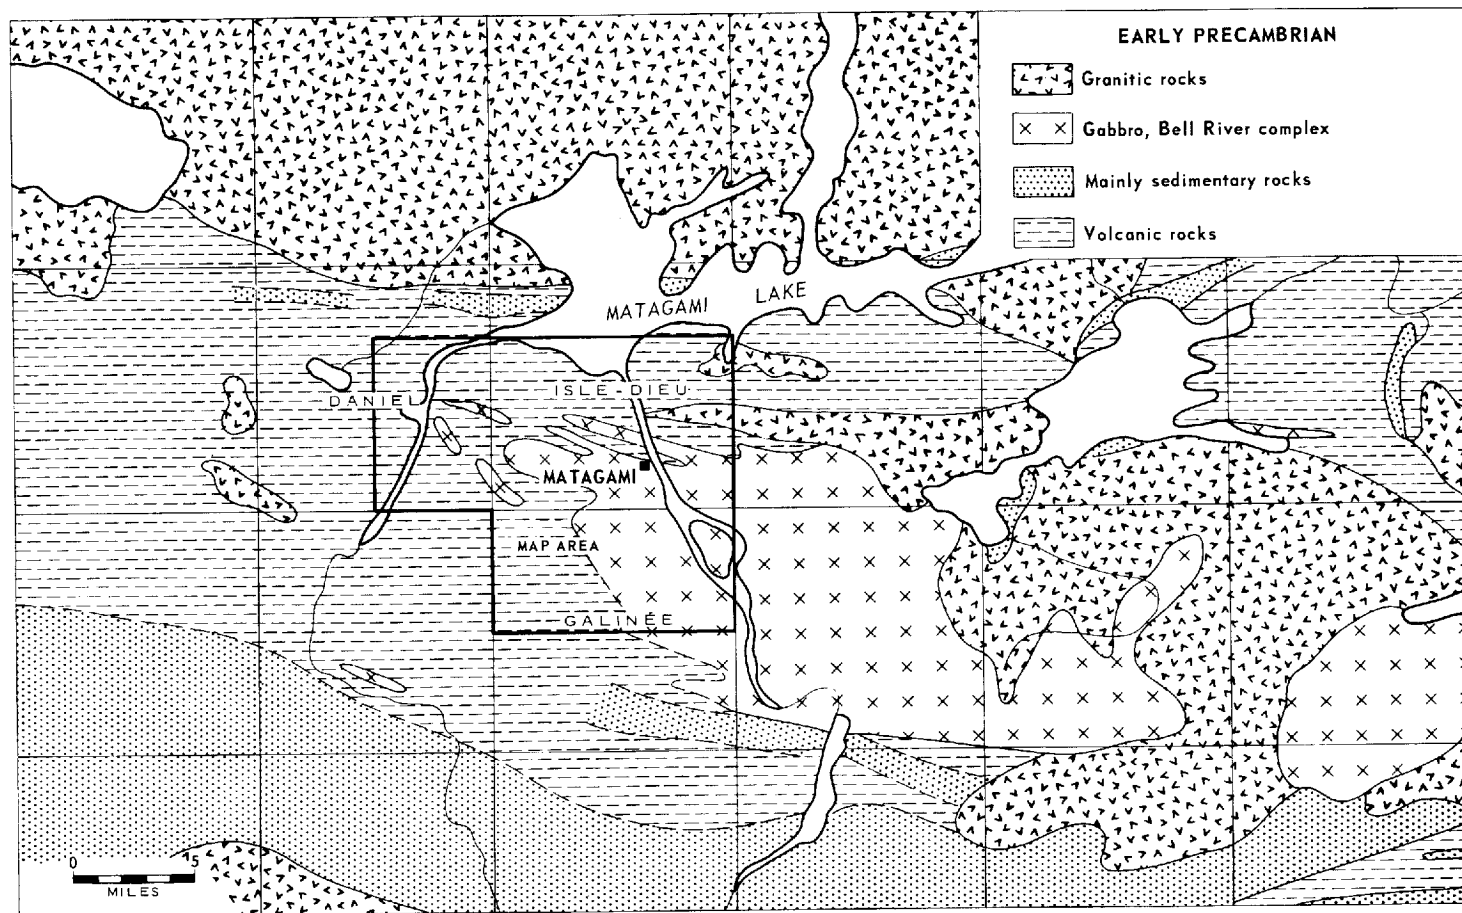 EARLY PRECAMBRIAN
Granitic rocks
Gabbro, Bell River complex
Mainly sedimentary rocks
Volcanic rocks
MATAGAMI LAKE
DANIEL
ISLE-DIEU
MATAGAMI
MAP AREA
GALINÉE
0 5
MILES